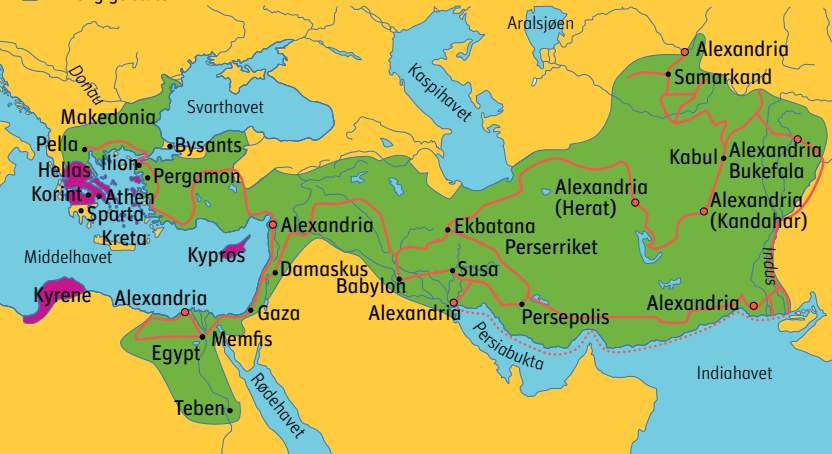 Aralsjøen
Alexandria
Kaspihavet
Samarkand
Donau
Svarthavet
Makedonia
Bysants
Pella
Ilion
Hellas
Pergamon
Korint
Athen
Sparta
Kreta
Kabul
Alexandria
Bukefala
Alexandria
(Herat)
Alexandria
(Kandahar)
Alexandria
Ekbatana
Perserriket
Kypros
Middelhavet
Damaskus
Susa
Babylon
Indus
Kyrene
Alexandria
Gaza
Alexandria
Persepolis
Alexandria
Memfis
Egypt
Persiabukta
Indiahavet
Rødehavet
Teben